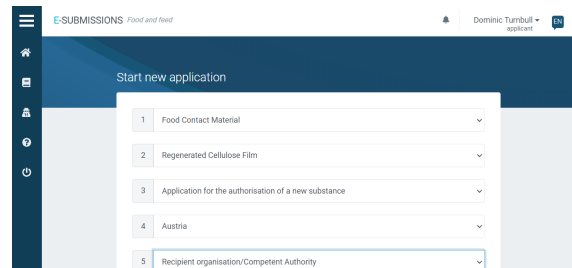 E-SUBMISSIONS Food and feed
Dominic Turnbull
applicant
EN
Start new application
1 Food Contact Material
2 Regenerated Cellulose Film
3 Application for the authorisation of a new substance
4 Austria
5 Recipient organisation/Competent Authority